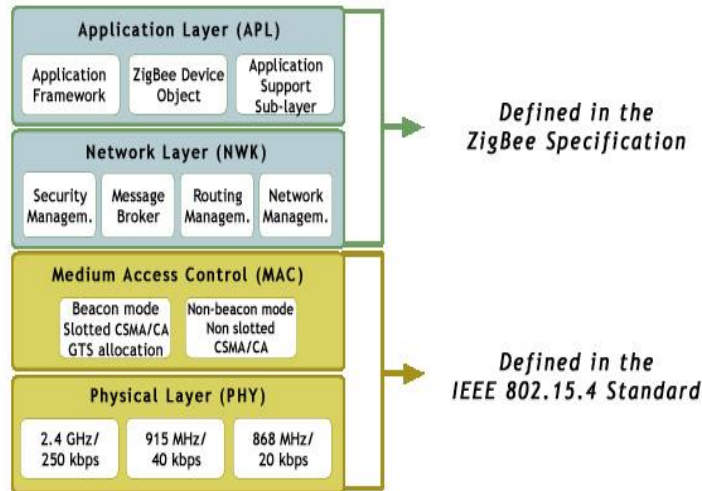 Application Layer (APL)
Application
Framework
ZigBee Device
Object
Application
Support
Sub-layer
Defined in the
ZigBee Specification
Network Layer (NWK)
Security
Managem.
Message
Broker
Routing
Managem.
Network
Managem.
Medium Access Control (MAC)
Beacon mode
Slotted CSMA/CA
GTS allocation
Non-beacon mode
Non slotted
CSMA/CA
Defined in the
IEEE 802.15.4 Standard
Physical Layer (PHY)
2.4 GHz/
250 kbps
915 MHz/
40 kbps
868 MHz/
20 kbps